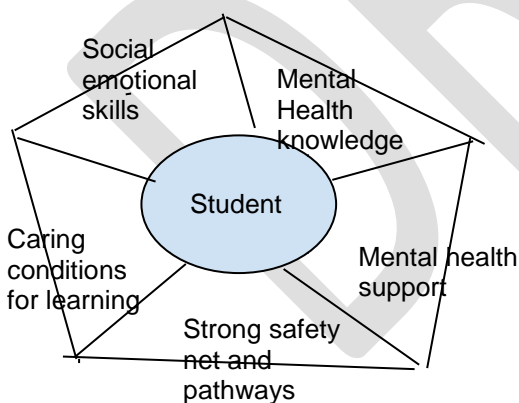 Social
emotional
skills
Mental
Health
knowledge
Student
Caring
conditions
for learning
Mental health
support
Strong safety
net and
pathways